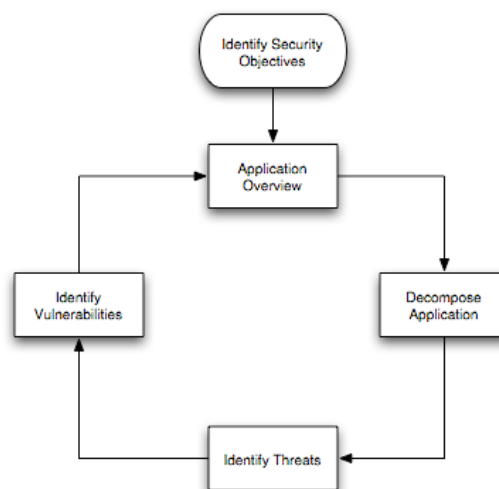 Identify Security
Objectives
Application
Overview
Identify
Vulnerabilities
Decompose
Application
Identify Threats